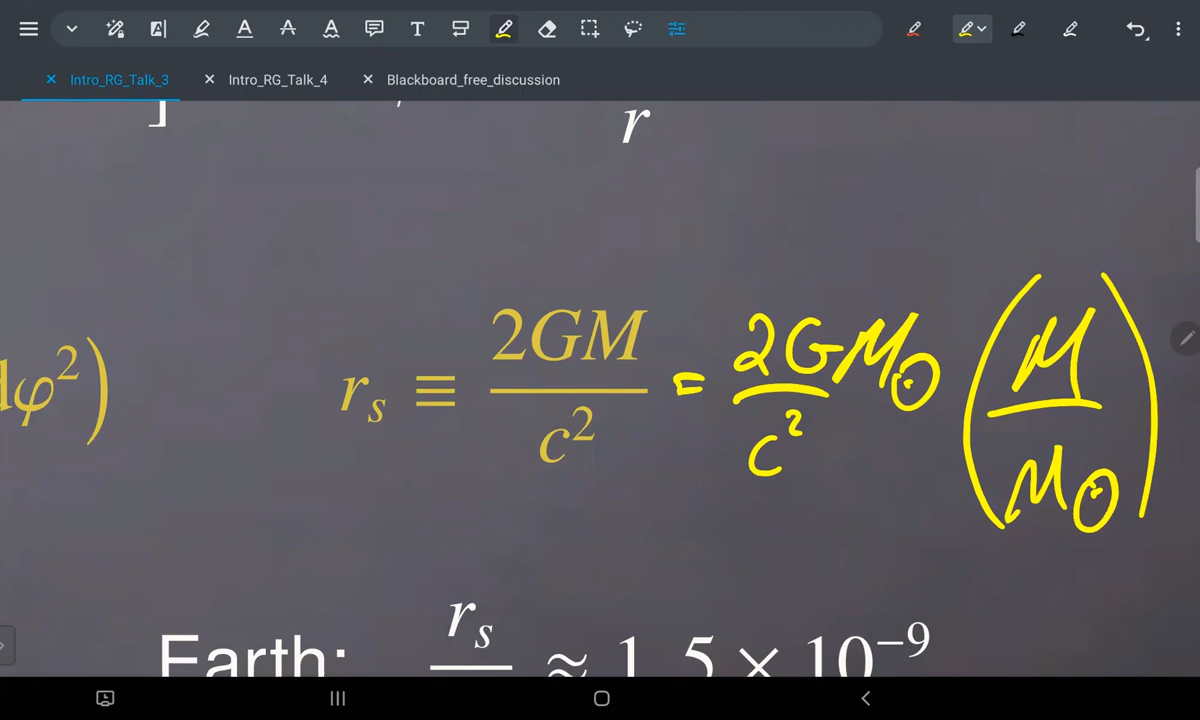 Intro_RG_Talk_3 Intro_RG_Talk_4 Blackboard_free_discussion
]
r
dφ²)
r_s ≡ 2GM / c² = 2GM☉ / c² (M / M☉)
Earth: r_s ≈ 1.5 × 10⁻⁹